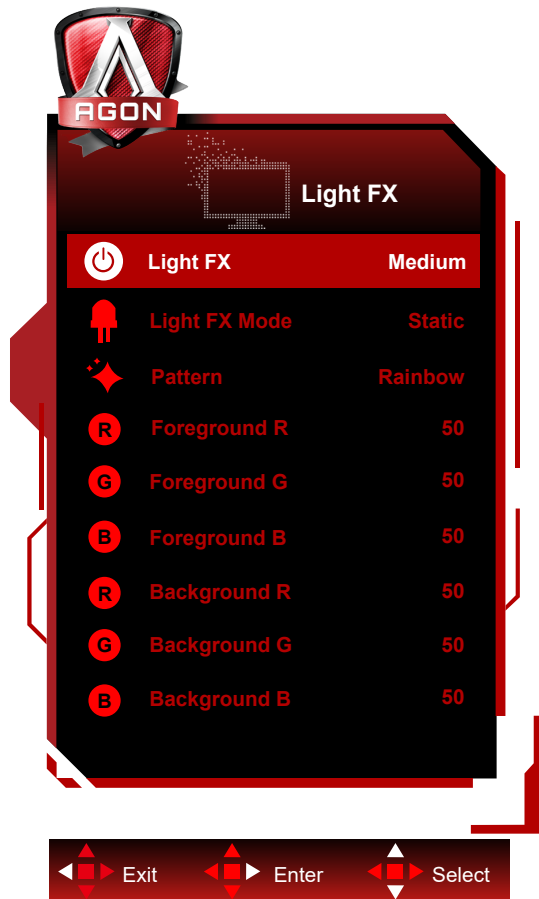 AGON
Light FX
Light FX Medium
Light FX Mode Static
Pattern Rainbow
R Foreground R 50
G Foreground G 50
B Foreground B 50
R Background R 50
G Background G 50
B Background B 50
Exit Enter Select